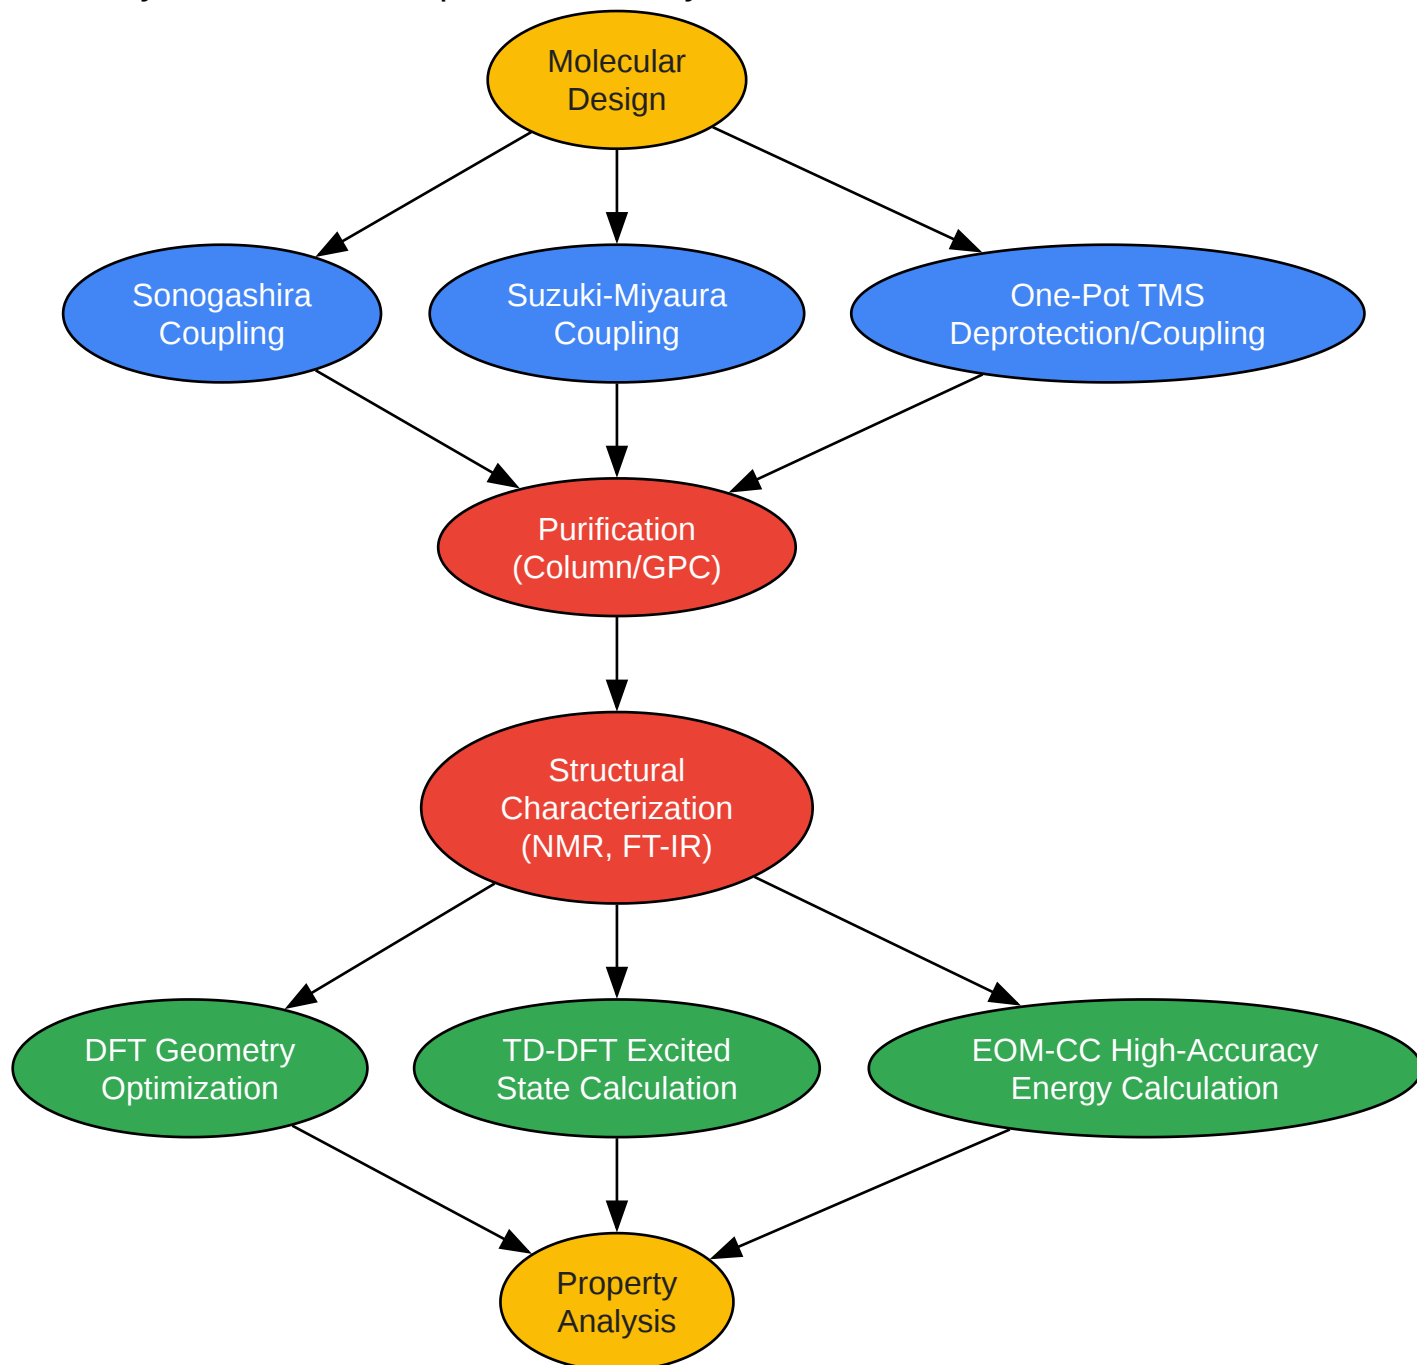 Molecular
Design
Sonogashira
Coupling
Suzuki-Miyaura
Coupling
One-Pot TMS
Deprotection/Coupling
Purification
(Column/GPC)
Structural
Characterization
(NMR, FT-IR)
DFT Geometry
Optimization
TD-DFT Excited
State Calculation
EOM-CC High-Accuracy
Energy Calculation
Property
Analysis